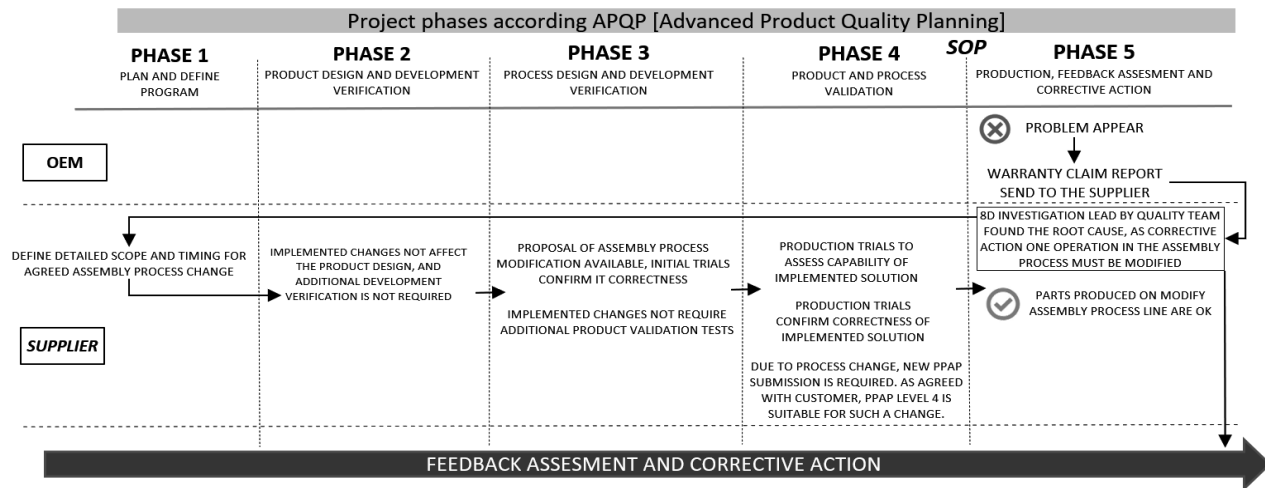 Project phases according APQP [Advanced Product Quality Planning]
PHASE 1
PLAN AND DEFINE
PROGRAM
PHASE 2
PRODUCT DESIGN AND DEVELOPMENT
VERIFICATION
PHASE 3
PROCESS DESIGN AND DEVELOPMENT
VERIFICATION
PHASE 4
PRODUCT AND PROCESS
VALIDATION
SOP
PHASE 5
PRODUCTION, FEEDBACK ASSESMENT AND
CORRECTIVE ACTION
OEM
PROBLEM APPEAR
WARRANTY CLAIM REPORT
SEND TO THE SUPPLIER
8D INVESTIGATION LEAD BY QUALITY TEAM
FOUND THE ROOT CAUSE, AS CORRECTIVE
ACTION ONE OPERATION IN THE ASSEMBLY
PROCESS MUST BE MODIFIED
SUPPLIER
DEFINE DETAILED SCOPE AND TIMING FOR
AGREED ASSEMBLY PROCESS CHANGE
IMPLEMENTED CHANGES NOT AFFECT
THE PRODUCT DESIGN, AND
ADDITIONAL DEVELOPMENT
VERIFICATION IS NOT REQUIRED
PROPOSAL OF ASSEMBLY PROCESS
MODIFICATION AVAILABLE, INITIAL TRIALS
CONFIRM IT CORRECTNESS
IMPLEMENTED CHANGES NOT REQUIRE
ADDITIONAL PRODUCT VALIDATION TESTS
PRODUCTION TRIALS TO
ASSESS CAPABILITY OF
IMPLEMENTED SOLUTION
PRODUCTION TRIALS
CONFIRM CORRECTNESS OF
IMPLEMENTED SOLUTION
DUE TO PROCESS CHANGE, NEW PPAP
SUBMISSION IS REQUIRED. AS AGREED
WITH CUSTOMER, PPAP LEVEL 4 IS
SUITABLE FOR SUCH A CHANGE.
PARTS PRODUCED ON MODIFY
ASSEMBLY PROCESS LINE ARE OK
FEEDBACK ASSESMENT AND CORRECTIVE ACTION